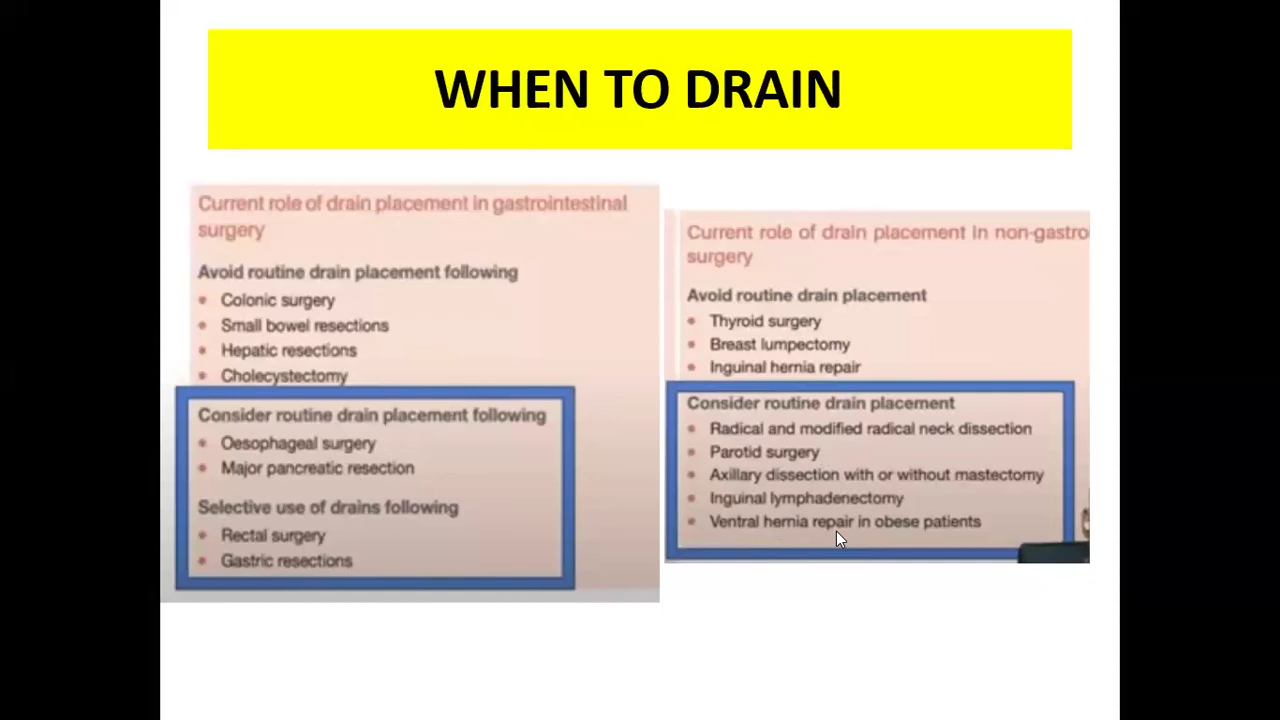 WHEN TO DRAIN
Current role of drain placement in gastrointestinal
surgery
Avoid routine drain placement following
• Colonic surgery
• Small bowel resections
• Hepatic resections
• Cholecystectomy
Consider routine drain placement following
• Oesophageal surgery
• Major pancreatic resection
Selective use of drains following
• Rectal surgery
• Gastric resections
Current role of drain placement in non-gastro
surgery
Avoid routine drain placement
• Thyroid surgery
• Breast lumpectomy
• Inguinal hernia repair
Consider routine drain placement
• Radical and modified radical neck dissection
• Parotid surgery
• Axillary dissection with or without mastectomy
• Inguinal lymphadenectomy
• Ventral hernia repair in obese patients